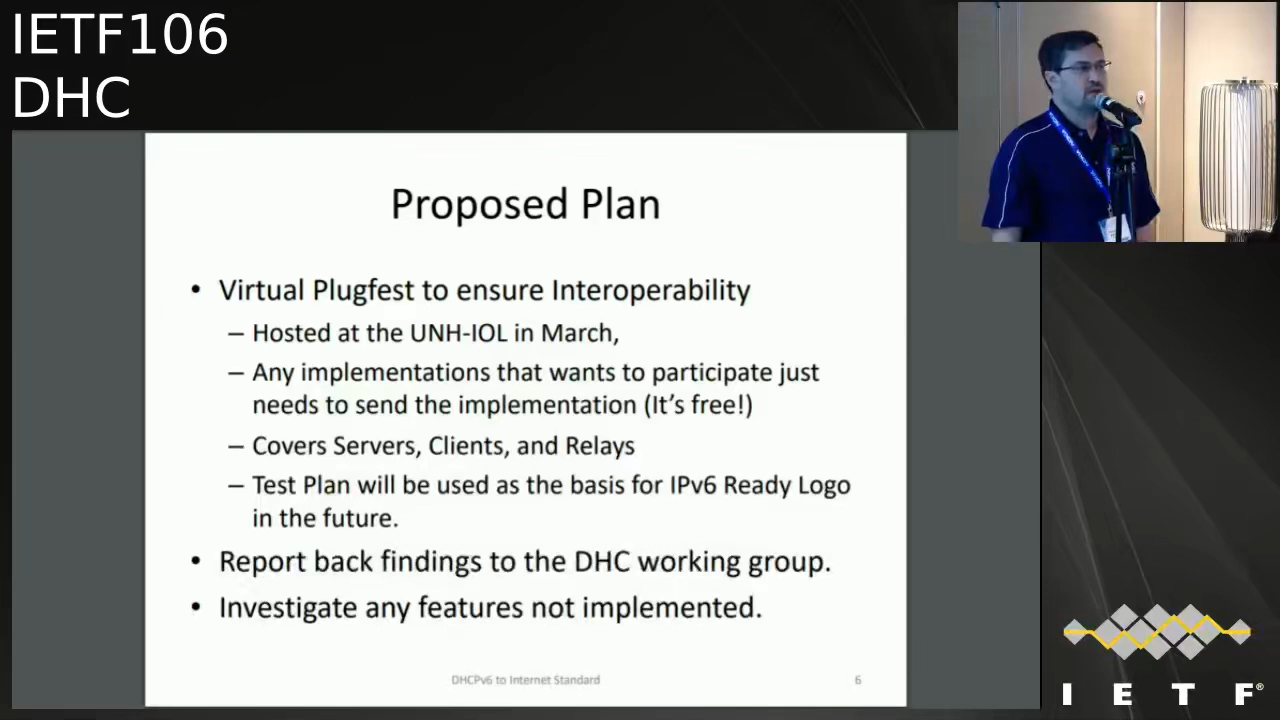 IETF106
DHC
Proposed Plan
• Virtual Plugfest to ensure Interoperability
– Hosted at the UNH-IOL in March,
– Any implementations that wants to participate just
needs to send the implementation (It's free!)
– Covers Servers, Clients, and Relays
– Test Plan will be used as the basis for IPv6 Ready Logo
in the future.
• Report back findings to the DHC working group.
• Investigate any features not implemented.
DHCPv6 to Internet Standard
6
I E T F®